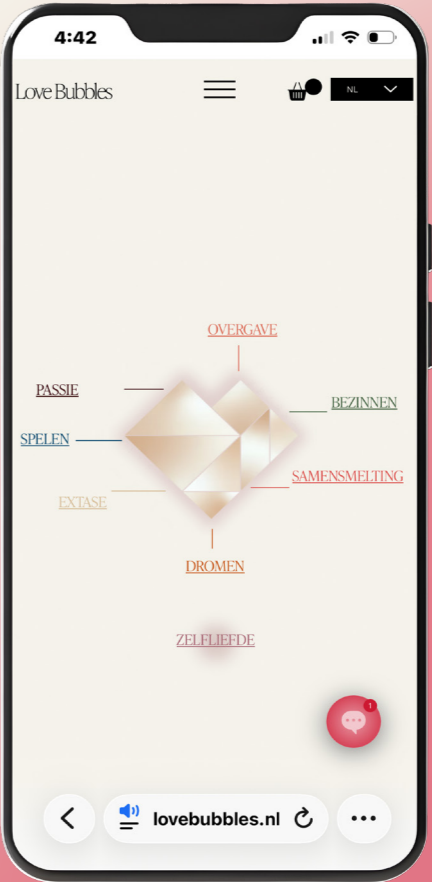 4:42
Love Bubbles
NL
OVERGAVE
PASSIE
BEZINNEN
SPELEN
SAMENSMELTING
EXTASE
DROMEN
ZELFLIEFDE
1
lovebubbles.nl